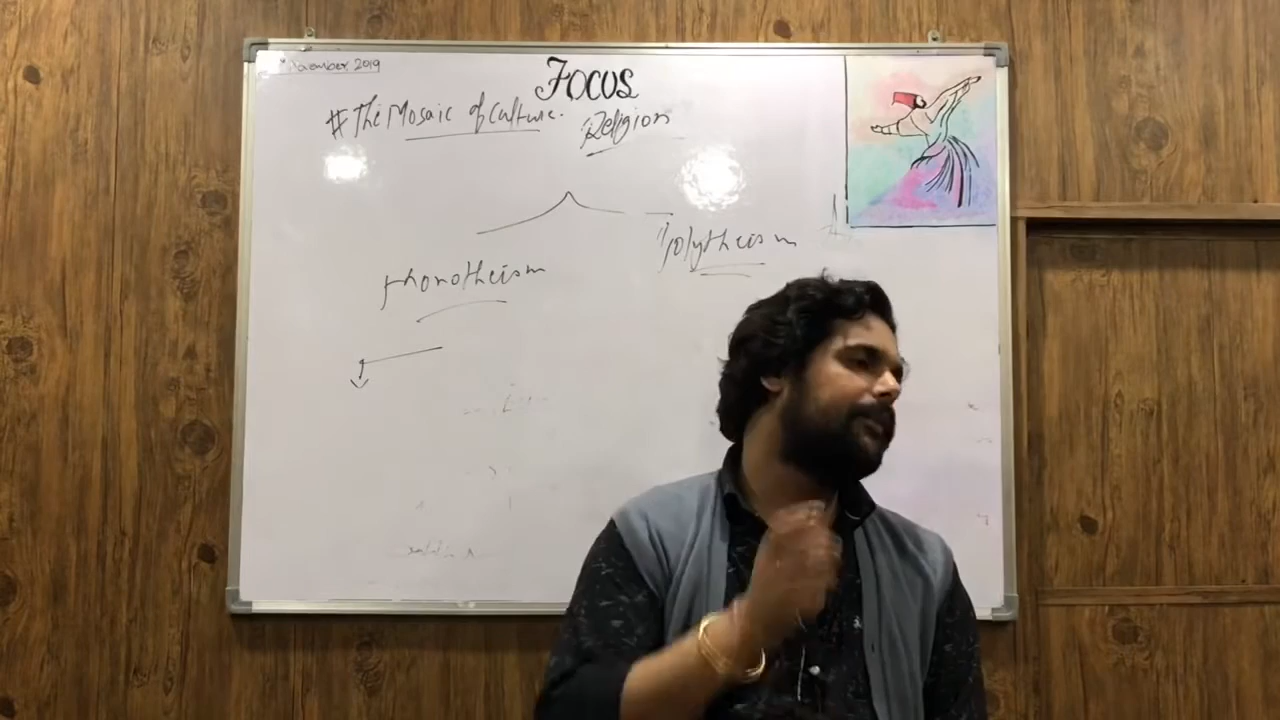 November, 2019
FOCUS
# The Mosaic of Culture.
Religion
Monotheism
Polytheism